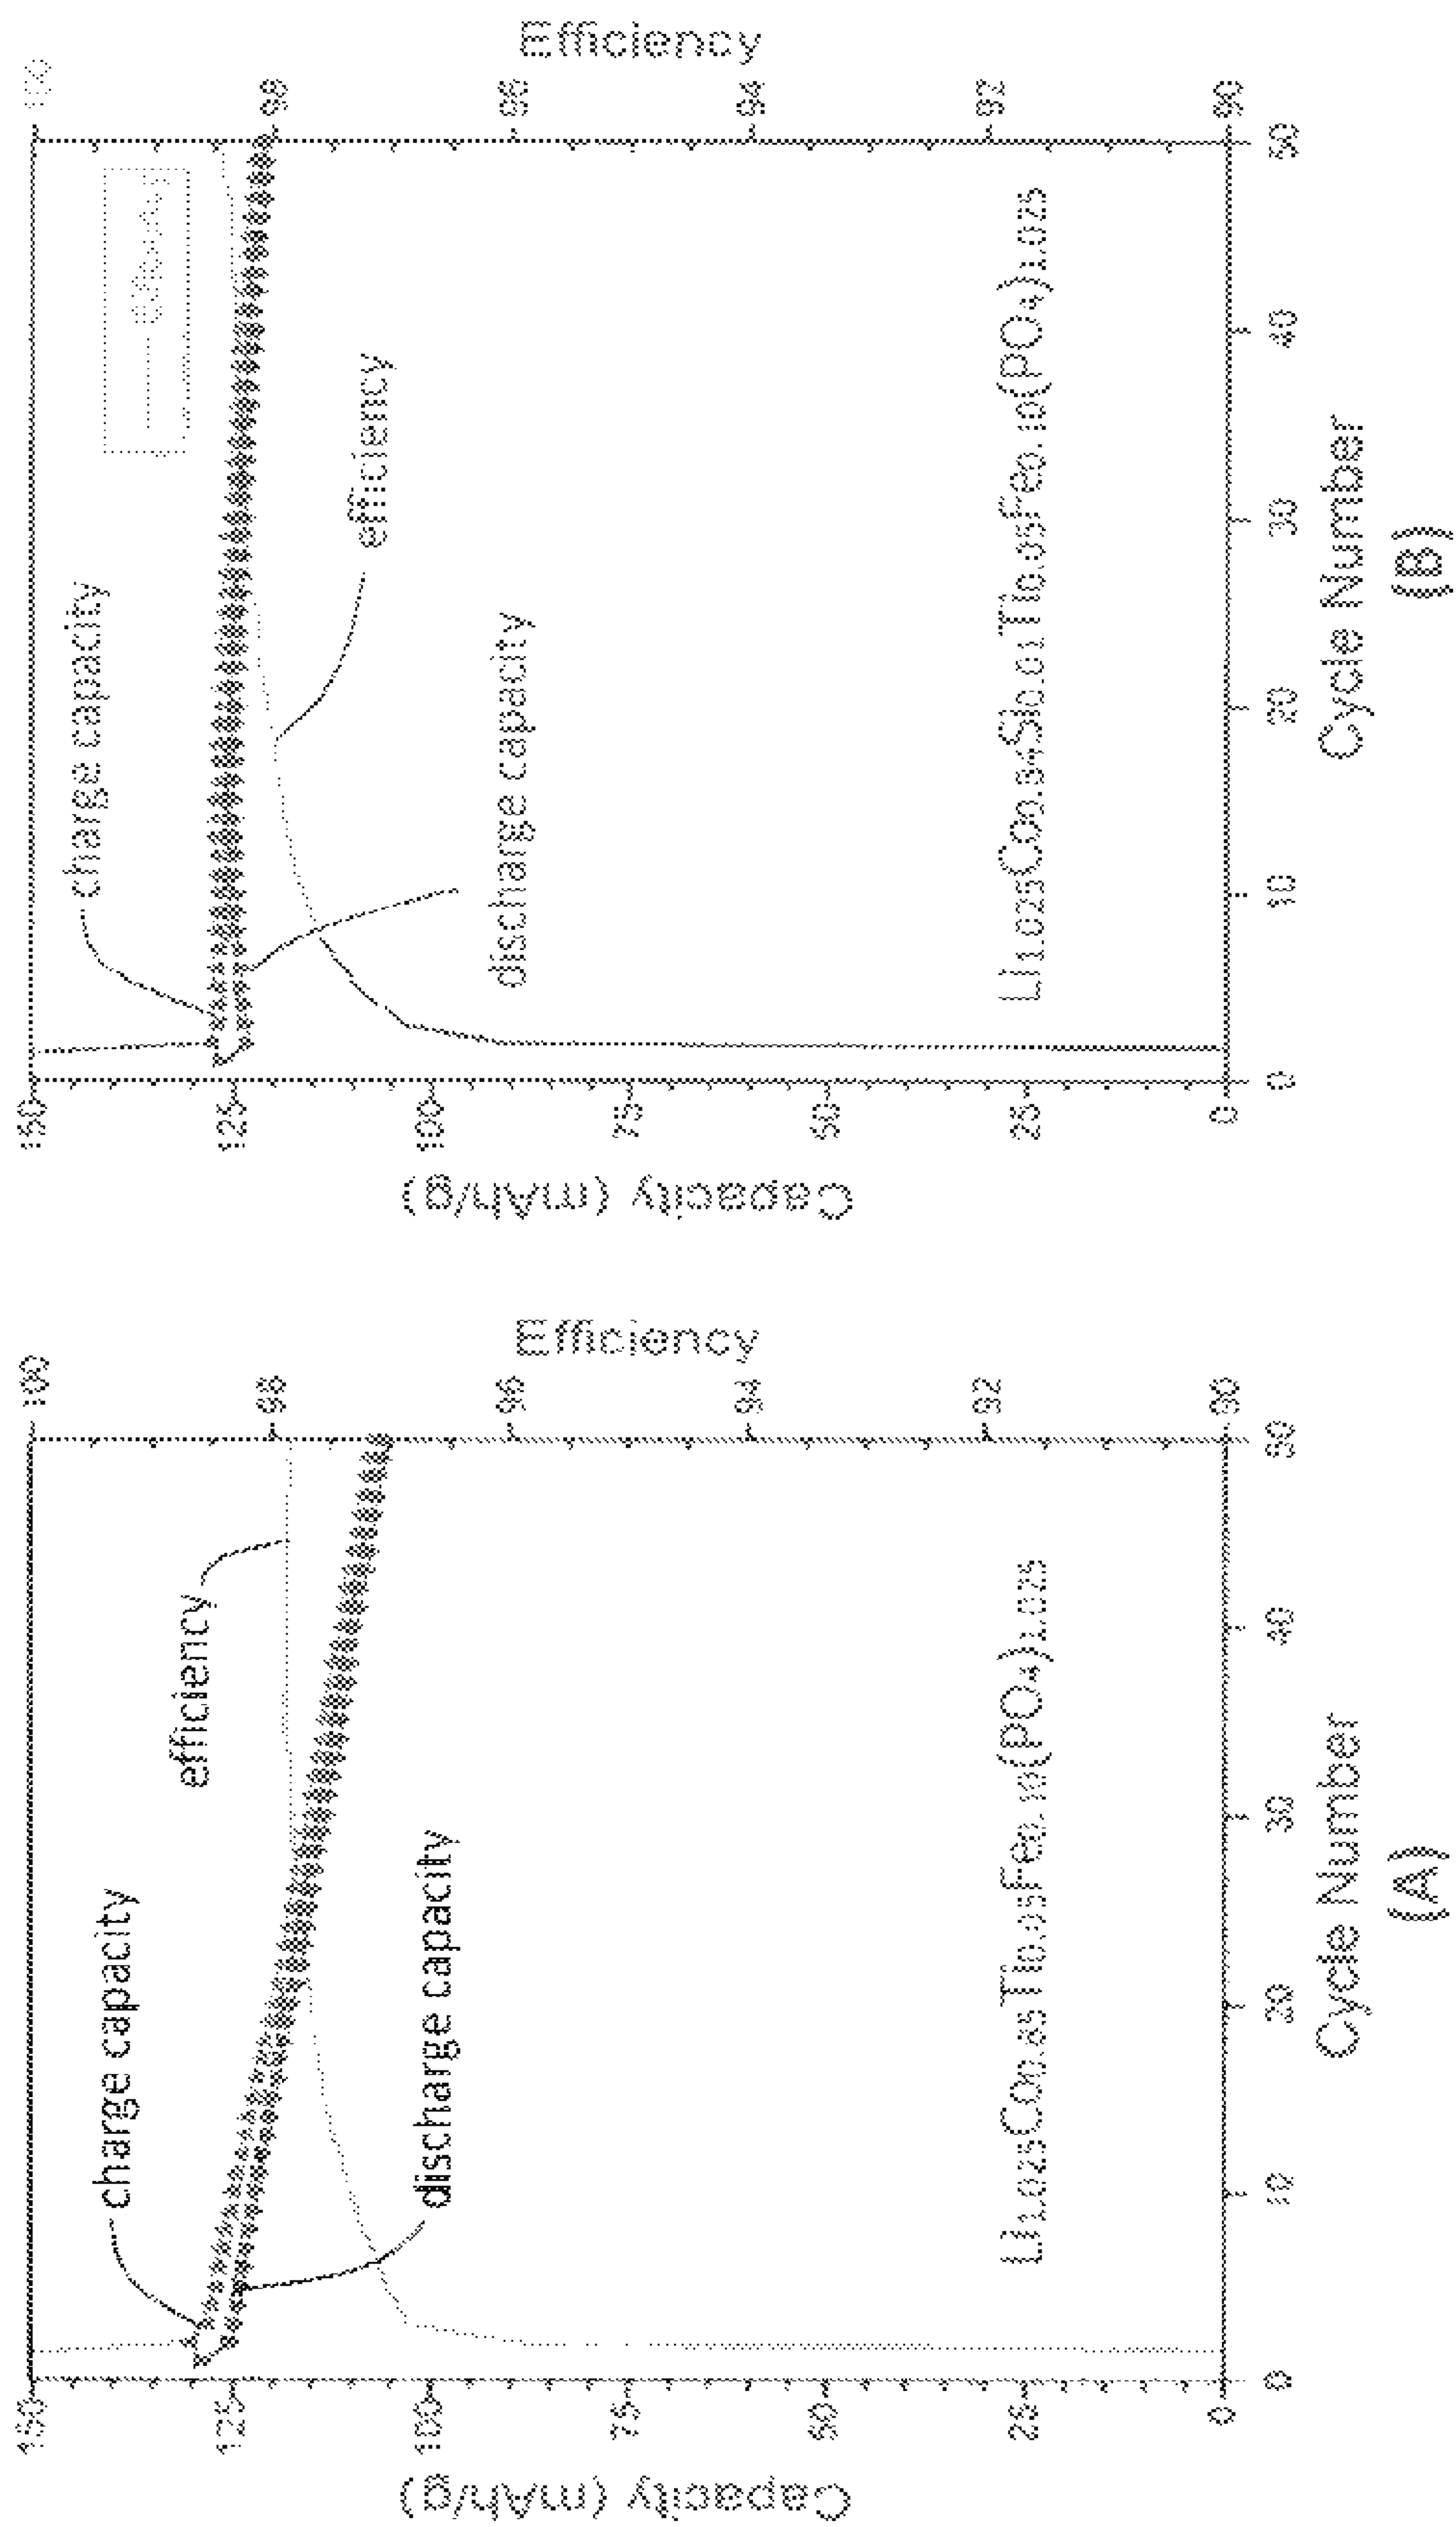 Capacity (mAh/g)
150
125
100
75
50
25
0
charge capacity
efficiency
discharge capacity
Li1.025Co0.85Ti0.05Fe0.10(PO4)1.025
0
10
20
30
40
50
Cycle Number
(A)
100
98
96
94
92
90
Efficiency
Capacity (mAh/g)
150
125
100
75
50
25
0
charge capacity
efficiency
discharge capacity
Li1.025Co0.84Si0.01Ti0.05Fe0.10(PO4)1.025
0
10
20
30
40
50
Cycle Number
(B)
100
98
96
94
92
90
Efficiency